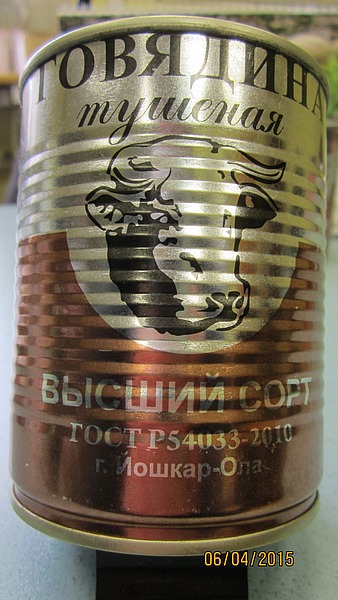 ГОВЯДИНА
тушеная
ВЫСШИЙ СОРТ
ГОСТ Р54033-2010
г. Йошкар-Ола
06/04/2015